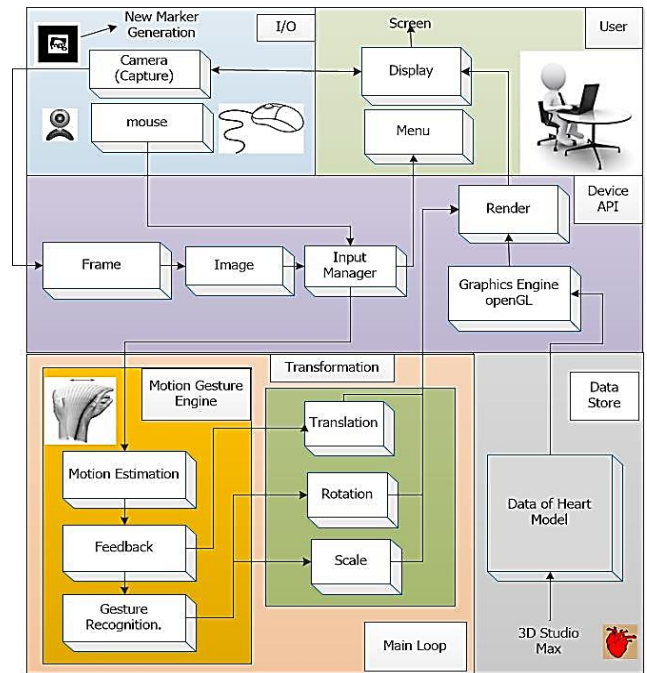 New Marker
Generation
I/O
Screen
User
Camera
(Capture)
Display
mouse
Menu
Device
API
Render
Frame
Image
Input
Manager
Graphics Engine
openGL
Transformation
Motion Gesture
Engine
Data
Store
Translation
Motion Estimation
Rotation
Data of Heart
Model
Feedback
Scale
Gesture
Recognition.
Main Loop
3D Studio
Max